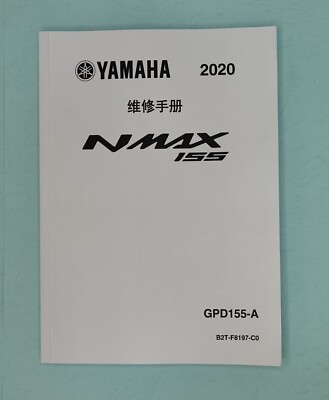 YAMAHA 2020
维修手册
NMAX
155
GPD155-A
B2T-F8197-C0